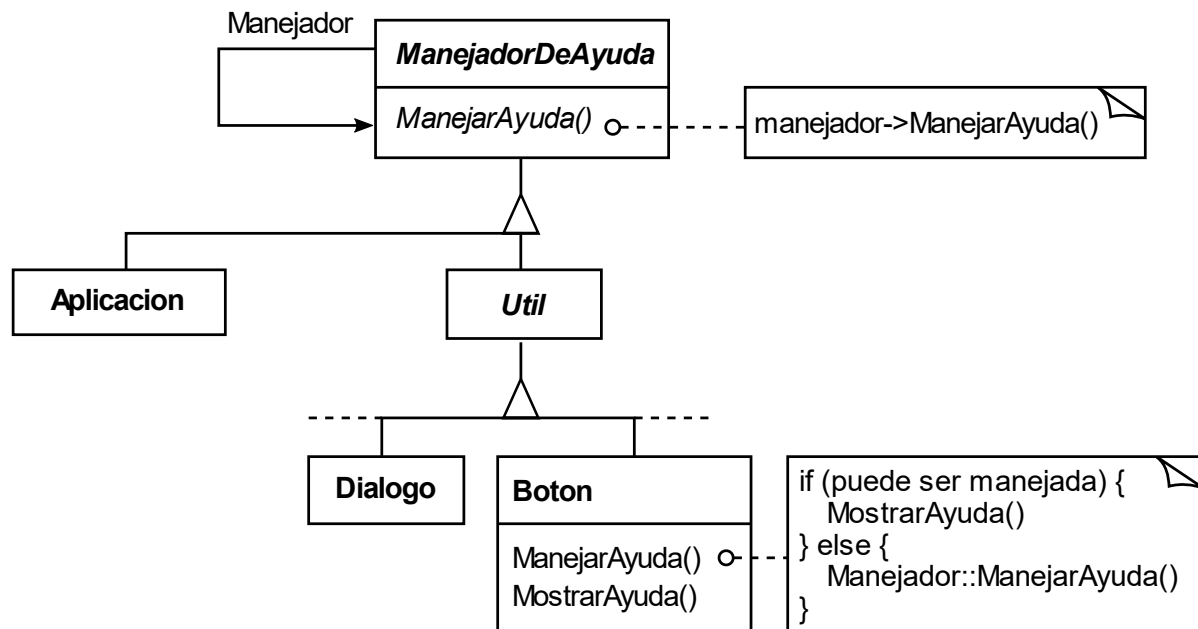 Manejador
ManejadorDeAyuda
ManejarAyuda()
manejador->ManejarAyuda()
Aplicacion
Util
Dialogo
Boton
ManejarAyuda()
MostrarAyuda()
if (puede ser manejada) {
MostrarAyuda()
} else {
Manejador::ManejarAyuda()
}